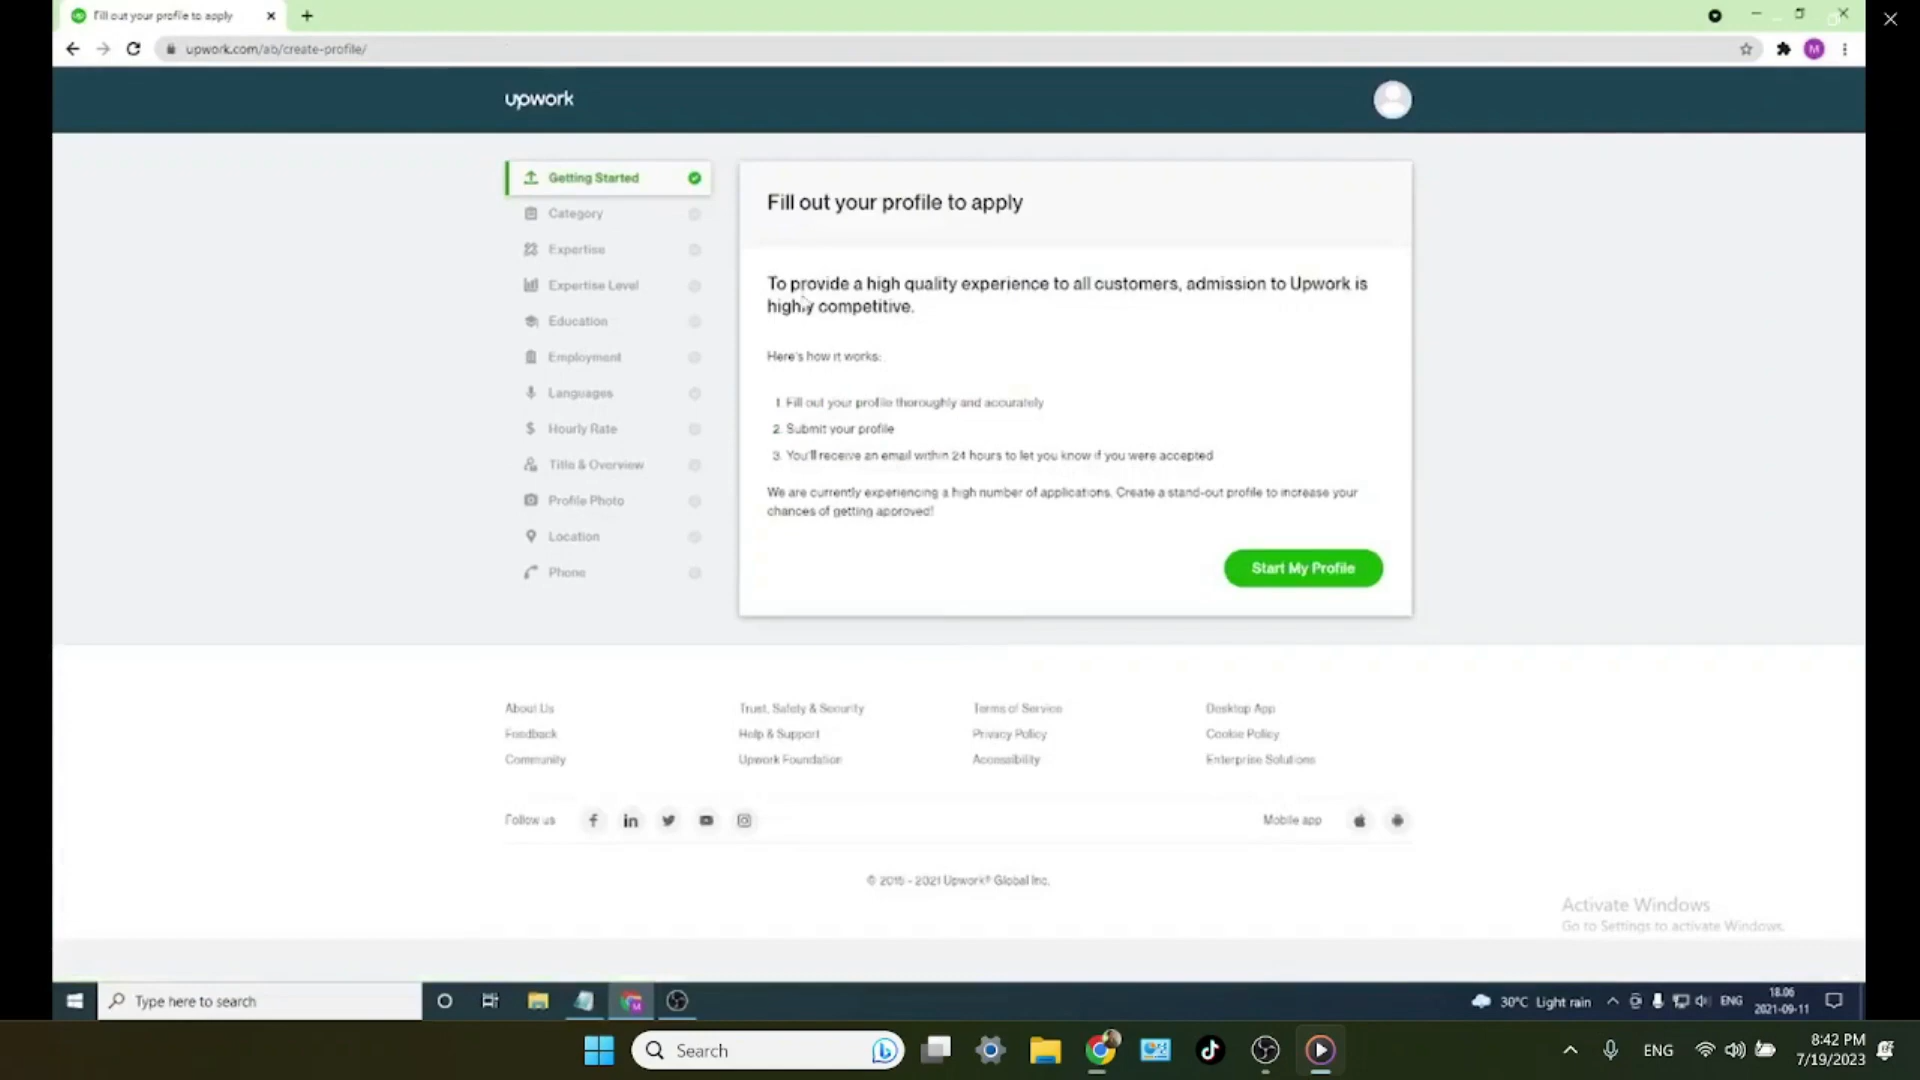 Fill out your profile to apply
upwork.com/ab/create-profile/
M
upwork
Getting Started
Category
Expertise
Expertise Level
Education
Employment
Languages
Hourly Rate
Title & Overview
Profile Photo
Location
Phone
Fill out your profile to apply
To provide a high quality experience to all customers, admission to Upwork is
highly competitive.
Here's how it works:
1. Fill out your profile thoroughly and accurately
2. Submit your profile
3. You'll receive an email within 24 hours to let you know if you were accepted
We are currently experiencing a high number of applications. Create a stand-out profile to increase your
chances of getting approved!
Start My Profile
About Us
Feedback
Community
Trust, Safety & Security
Help & Support
Upwork Foundation
Terms of Service
Privacy Policy
Accessibility
Desktop App
Cookie Policy
Enterprise Solutions
Follow us
Mobile app
© 2015 - 2021 Upwork® Global Inc.
Activate Windows
Go to Settings to activate Windows.
Type here to search
30°C Light rain
ENG
18.06
2021-09-11
Search
ENG
8:42 PM
7/19/2023